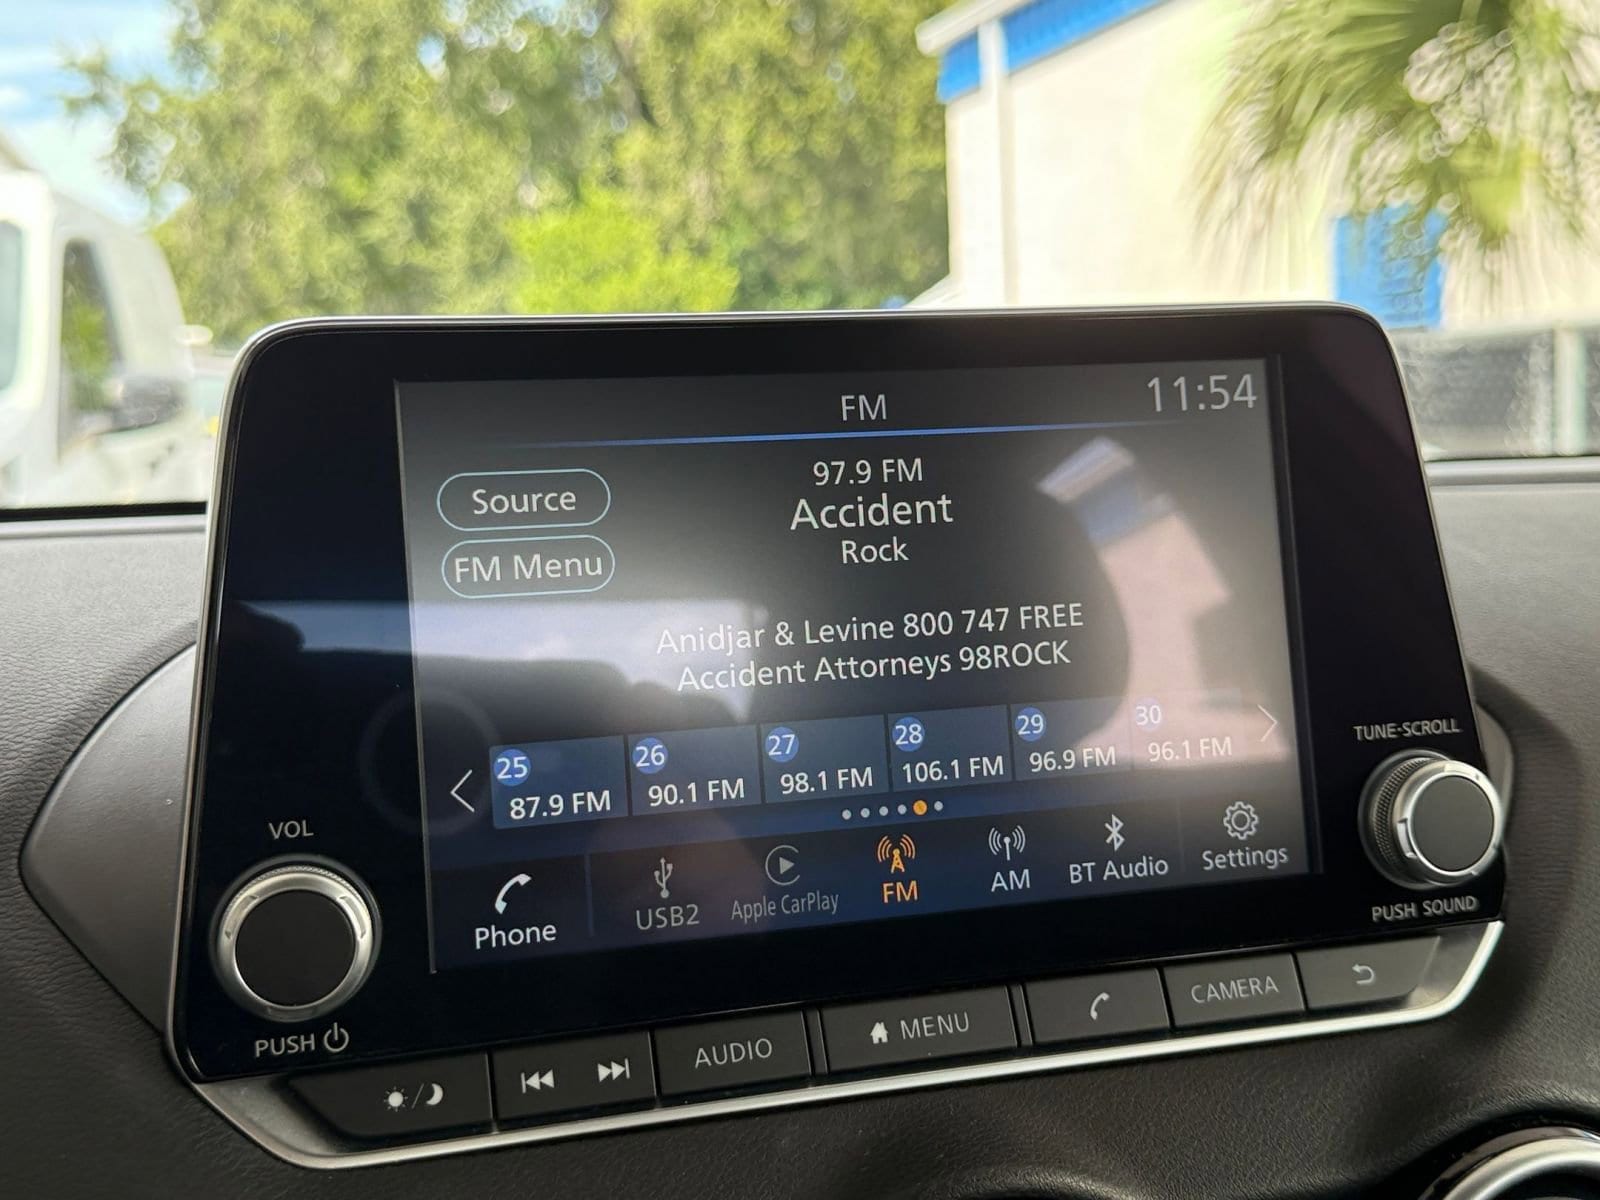 FM
11:54
Source
FM Menu
97.9 FM
Accident
Rock
Anidjar & Levine 800 747 FREE
Accident Attorneys 98ROCK
25
87.9 FM
26
90.1 FM
27
98.1 FM
28
106.1 FM
29
96.9 FM
30
96.1 FM
Phone
USB2
Apple CarPlay
FM
AM
BT Audio
Settings
VOL
PUSH
TUNE-SCROLL
PUSH SOUND
AUDIO
MENU
CAMERA